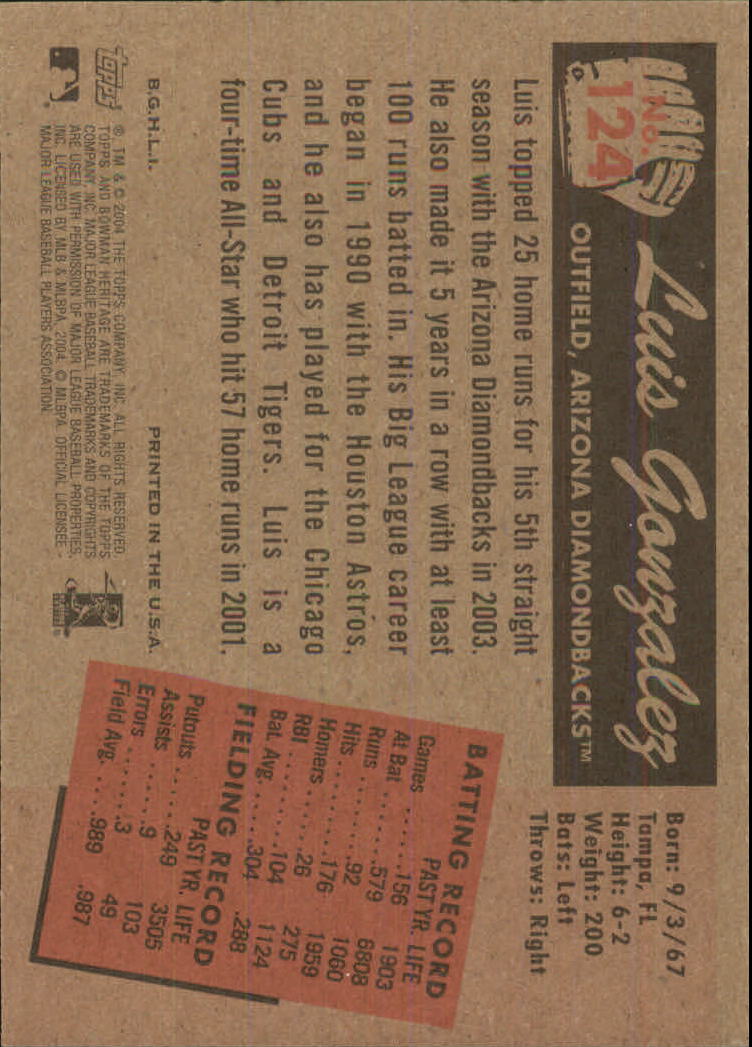 No.
124
Luis Gonzalez
OUTFIELD, ARIZONA DIAMONDBACKS™
Born: 9/3/67
Tampa, FL
Height: 6-2
Weight: 200
Bats: Left
Throws: Right
Luis topped 25 home runs for his 5th straight
season with the Arizona Diamondbacks in 2003.
He also made it 5 years in a row with at least
100 runs batted in. His Big League career
began in 1990 with the Houston Astros,
and he also has played for the Chicago
Cubs and Detroit Tigers. Luis is a
four-time All-Star who hit 57 home runs in 2001.
BATTING RECORD
PAST YR. LIFE
Games ......156 1903
At Bat ......579 6808
Runs ........92 1060
Hits ........176 1959
Homers ......26 275
RBI ........104 1124
Bat. Avg. ....304 .288
FIELDING RECORD
PAST YR. LIFE
Putouts .....249 3505
Assists ......9 103
Errors ......3 49
Field Avg. ...989 .987
B.G.H.L.I. PRINTED IN THE U.S.A.
Topps
® TM & © 2004 THE TOPPS COMPANY, INC. ALL RIGHTS RESERVED.
TOPPS AND BOWMAN HERITAGE ARE TRADEMARKS OF THE TOPPS
COMPANY, INC. MAJOR LEAGUE BASEBALL TRADEMARKS AND COPYRIGHTS
ARE USED WITH PERMISSION OF MAJOR LEAGUE BASEBALL PROPERTIES,
INC. LICENSED BY MLB & MLBPA. 2004. © MLBPA. OFFICIAL LICENSEE -
MAJOR LEAGUE BASEBALL PLAYERS ASSOCIATION.